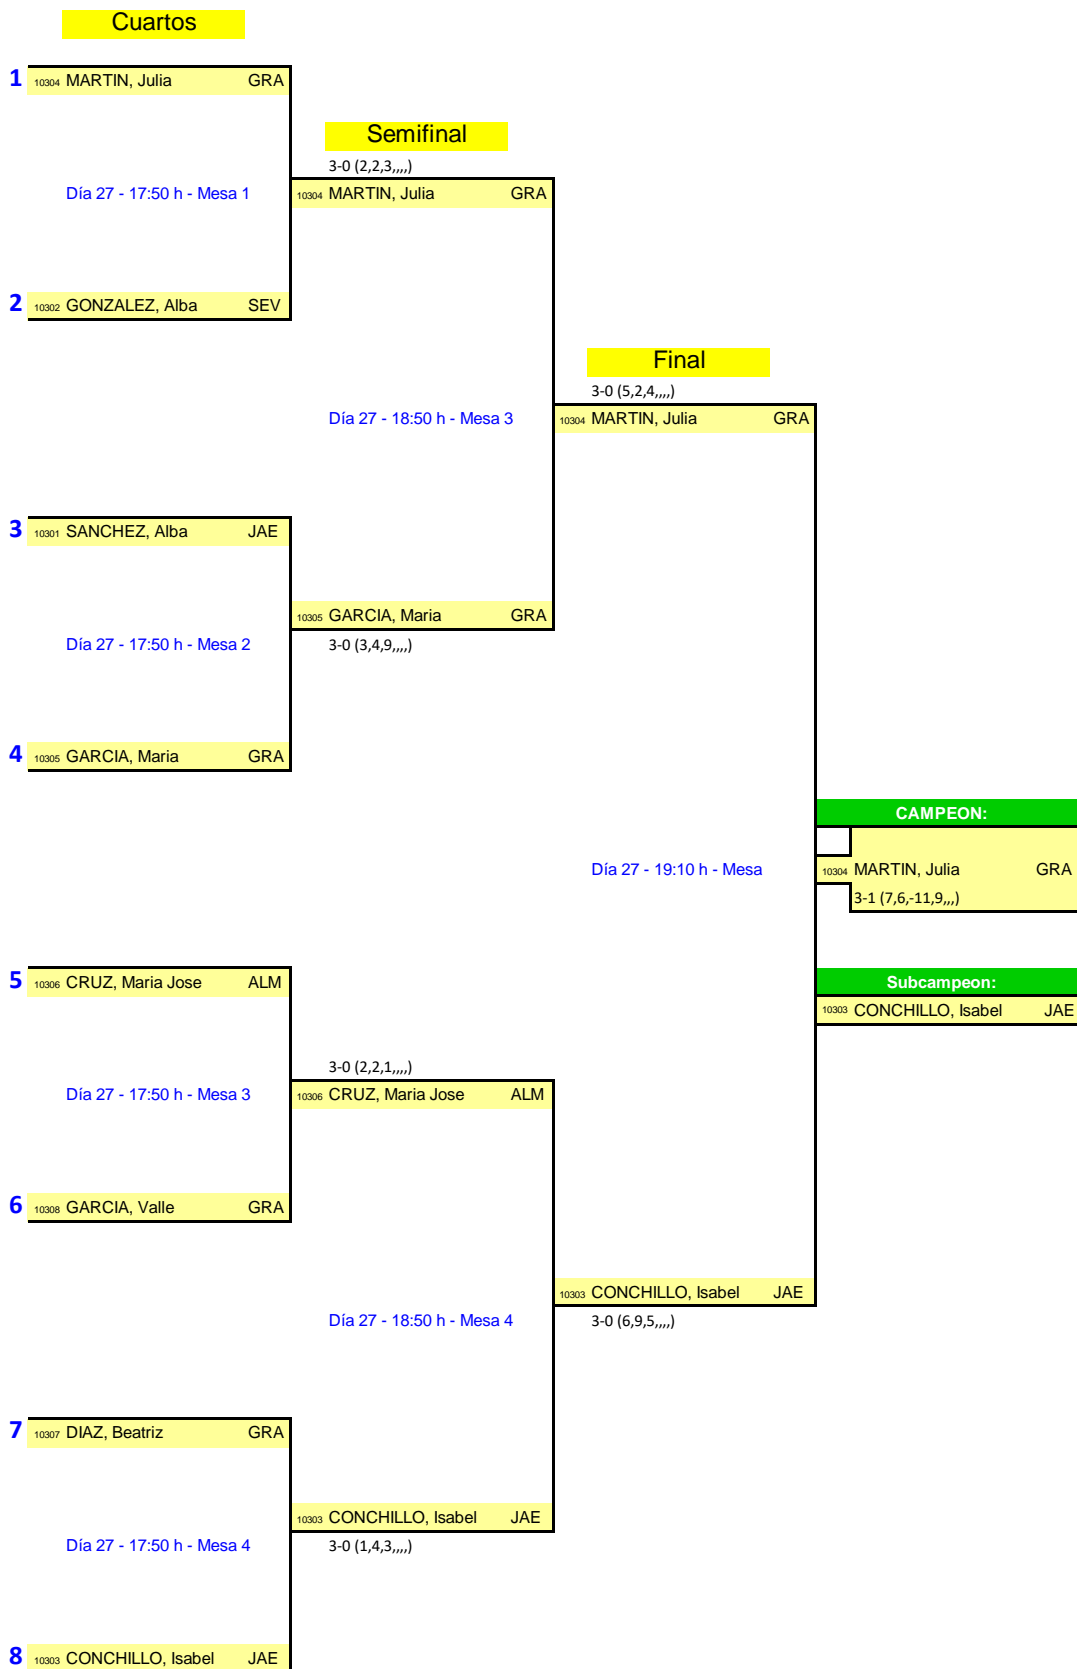 Cuartos
1 10304 MARTIN, Julia GRA
Semifinal
3-0 (2,2,3,,,,)
Día 27 - 17:50 h - Mesa 1
10304 MARTIN, Julia GRA
2 10302 GONZALEZ, Alba SEV
Final
3-0 (5,2,4,,,,)
Día 27 - 18:50 h - Mesa 3
10304 MARTIN, Julia GRA
3 10301 SANCHEZ, Alba JAE
10305 GARCIA, Maria GRA
Día 27 - 17:50 h - Mesa 2
3-0 (3,4,9,,,,)
4 10305 GARCIA, Maria GRA
CAMPEON:
Día 27 - 19:10 h - Mesa
10304 MARTIN, Julia GRA
3-1 (7,6,-11,9,,,)
5 10306 CRUZ, Maria Jose ALM
Subcampeon:
10303 CONCHILLO, Isabel JAE
3-0 (2,2,1,,,,)
Día 27 - 17:50 h - Mesa 3
10306 CRUZ, Maria Jose ALM
6 10308 GARCIA, Valle GRA
10303 CONCHILLO, Isabel JAE
Día 27 - 18:50 h - Mesa 4
3-0 (6,9,5,,,,)
7 10307 DIAZ, Beatriz GRA
10303 CONCHILLO, Isabel JAE
Día 27 - 17:50 h - Mesa 4
3-0 (1,4,3,,,,)
8 10303 CONCHILLO, Isabel JAE